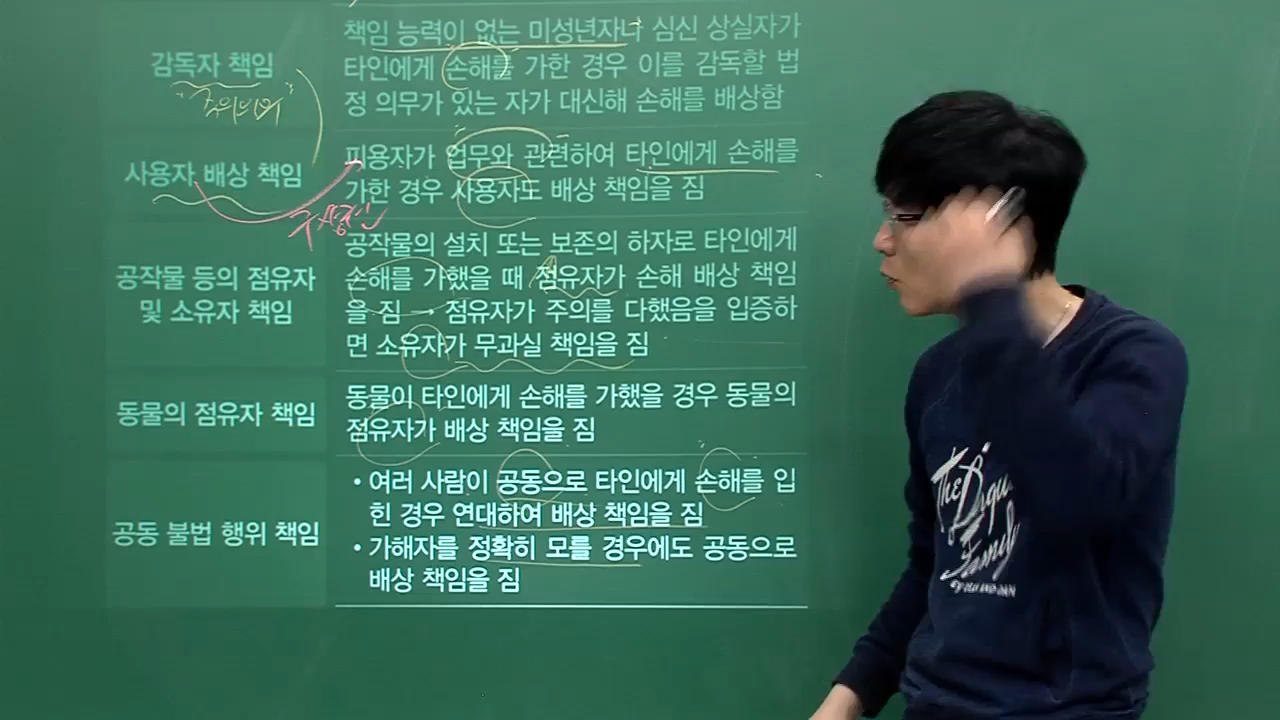 감독자 책임
책임 능력이 없는 미성년자나 심신 상실자가
타인에게 손해를 가한 경우 이를 감독할 법
정 의무가 있는 자가 대신해 손해를 배상함
사용자 배상 책임
피용자가 업무와 관련하여 타인에게 손해를
가한 경우 사용자도 배상 책임을 짐
공작물 등의 점유자
및 소유자 책임
공작물의 설치 또는 보존의 하자로 타인에게
손해를 가했을 때 점유자가 손해 배상 책임
을 짐 → 점유자가 주의를 다했음을 입증하
면 소유자가 무과실 책임을 짐
동물의 점유자 책임
동물이 타인에게 손해를 가했을 경우 동물의
점유자가 배상 책임을 짐
공동 불법 행위 책임
• 여러 사람이 공동으로 타인에게 손해를 입
힌 경우 연대하여 배상 책임을 짐
• 가해자를 정확히 모를 경우에도 공동으로
배상 책임을 짐
The
Family